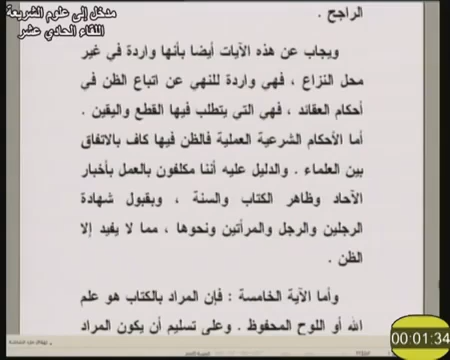 مدخل إلى علوم الشريعة
اللقاء الحادي عشر
الراجح .
ويجاب عن هذه الآيات أيضا بأنها واردة في غير
محل النزاع ، فهي واردة للنهي عن اتباع الظن في
أحكام العقائد ، فهي التي يتطلب فيها القطع واليقين .
أما الأحكام الشرعية العملية فالظن فيها كاف بالاتفاق
بين العلماء . والدليل عليه أننا مكلفون بالعمل بأخبار
الآحاد وظاهر الكتاب والسنة ، وبقبول شهادة
الرجلين والرجل والمرأتين ونحوها ، مما لا يفيد إلا
الظن .
وأما الآية الخامسة : فإن المراد بالكتاب هو علم
الله أو اللوح المحفوظ . وعلى تسليم أن يكون المراد
00:01:34